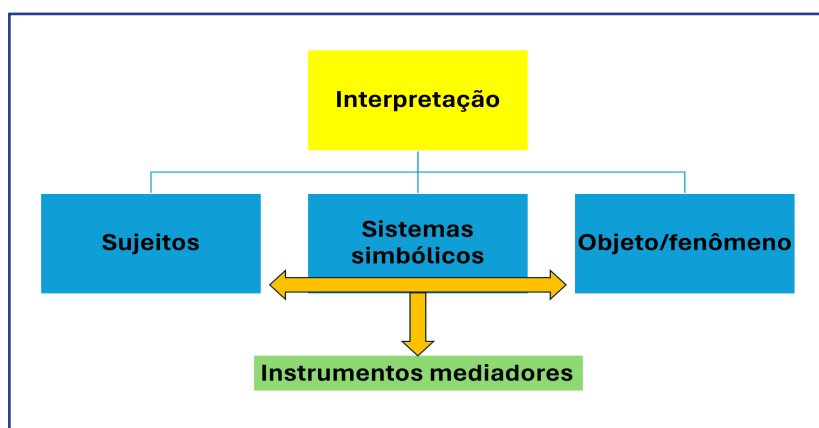 Interpretação
Sujeitos
Sistemas
simbólicos
Objeto/fenômeno
Instrumentos mediadores